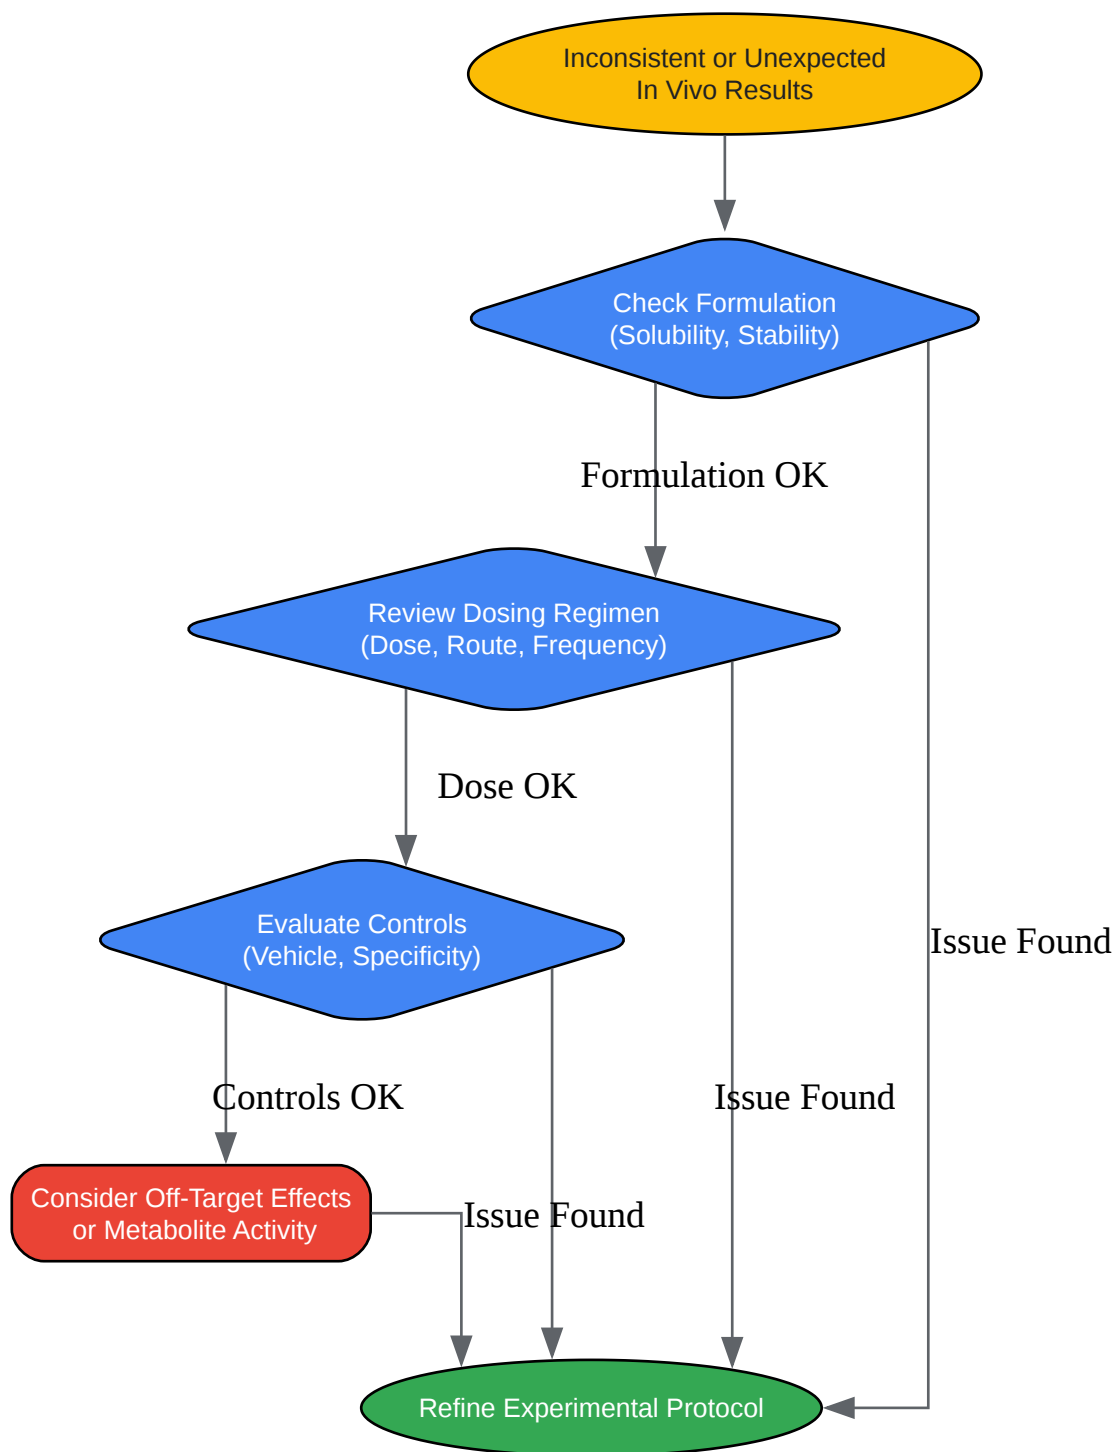 Inconsistent or Unexpected
In Vivo Results
Check Formulation
(Solubility, Stability)
Formulation OK
Review Dosing Regimen
(Dose, Route, Frequency)
Dose OK
Evaluate Controls
(Vehicle, Specificity)
Issue Found
Controls OK
Issue Found
Consider Off-Target Effects
or Metabolite Activity
Issue Found
Refine Experimental Protocol